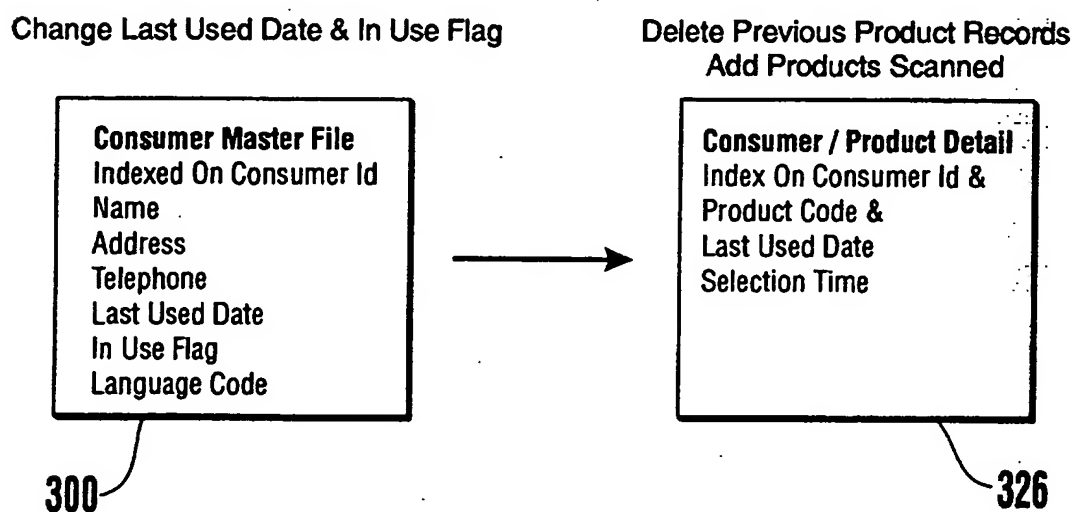 Change Last Used Date & In Use Flag
Consumer Master File
Indexed On Consumer Id
Name
Address
Telephone
Last Used Date
In Use Flag
Language Code
300
Delete Previous Product Records
Add Products Scanned
Consumer / Product Detail
Index On Consumer Id &
Product Code &
Last Used Date
Selection Time
326